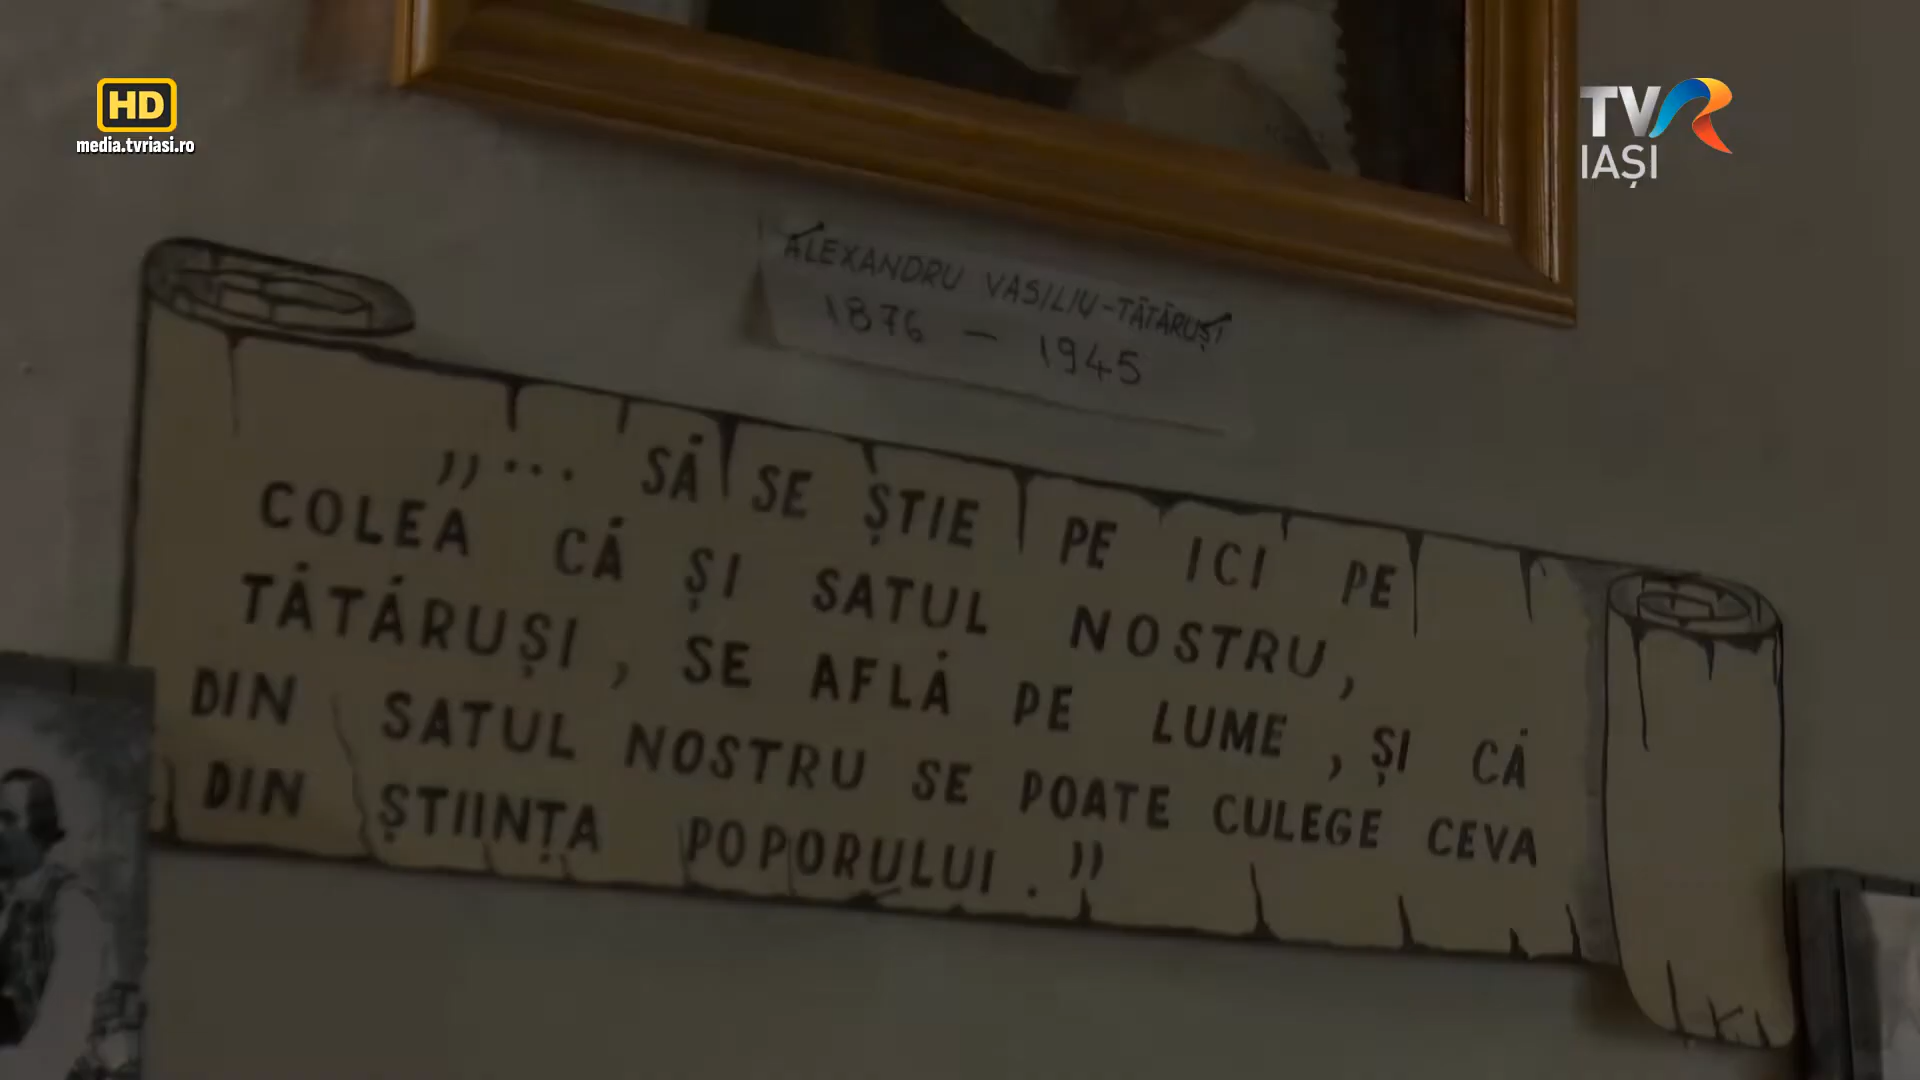 HD
media.tvriasi.ro
TVR
IAȘI
ALEXANDRU VASILIU-TĂTĂRUȘI
1876 - 1945
,,... SĂ SE ȘTIE PE ICI PE
COLEA CĂ ȘI SATUL NOSTRU,
TĂTĂRUȘI, SE AFLĂ PE LUME, ȘI CĂ
DIN SATUL NOSTRU SE POATE CULEGE CEVA
DIN ȘTIINȚA POPORULUI."